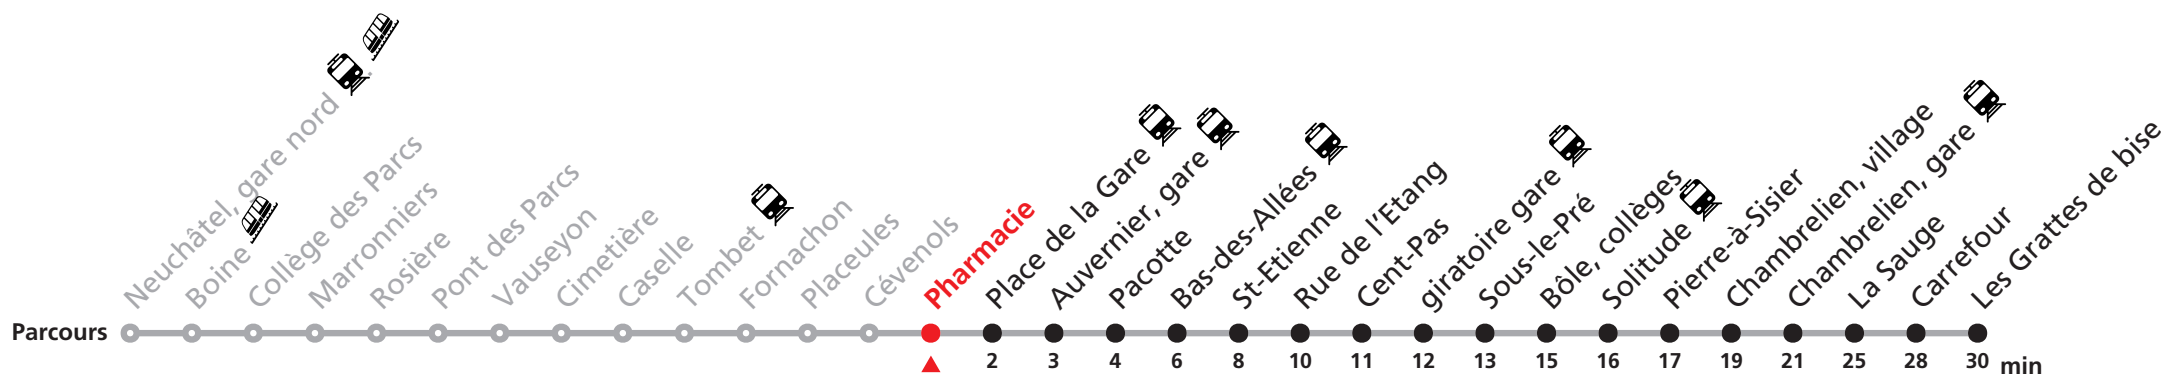 Neuchâtel, gare nord
Boine
Collège des Parcs
Marronniers
Rosière
Pont des Parcs
Vauseyon
Cimetière
Caselle
Tombet
Fornachon
Placeules
Cévenols
Pharmacie
Place de la Gare
Auvernier, gare
Pacotte
Bas-des-Allées
St-Etienne
Rue de l'Etang
Cent-Pas
giratoire gare
Sous-le-Pré
Bôle, collèges
Solitude
Pierre-à-Sisier
Chambrelien, village
Chambrelien, gare
La Sauge
Carrefour
Les Grattes de bise
Parcours
2 3 4 6 8 10 11 12 13 15 16 17 19 21 25 28 30 min